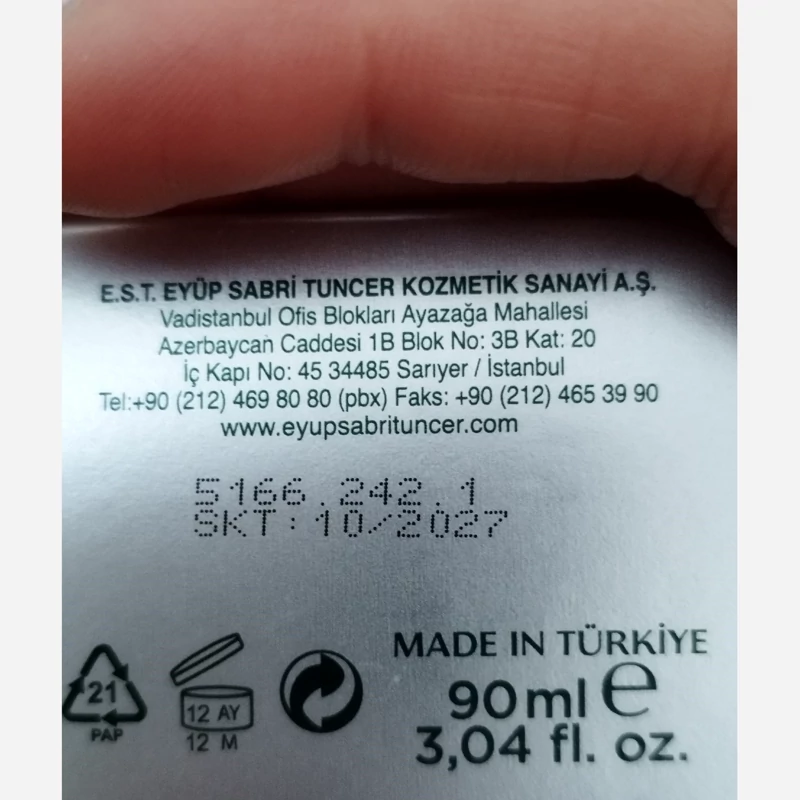 E.S.T. EYÜP SABRİ TUNCER KOZMETİK SANAYİ A.Ş.
Vadistanbul Ofis Blokları Ayazağa Mahallesi
Azerbaycan Caddesi 1B Blok No: 3B Kat: 20
İç Kapı No: 45 34485 Sarıyer / İstanbul
Tel:+90 (212) 469 80 80 (pbx) Faks: +90 (212) 465 39 90
www.eyupsabrituncer.com
5166.242.1
SKT: 10/2027
21
PAP
12 AY
12 M
MADE IN TÜRKİYE
90 ml e
3,04 fl. oz.